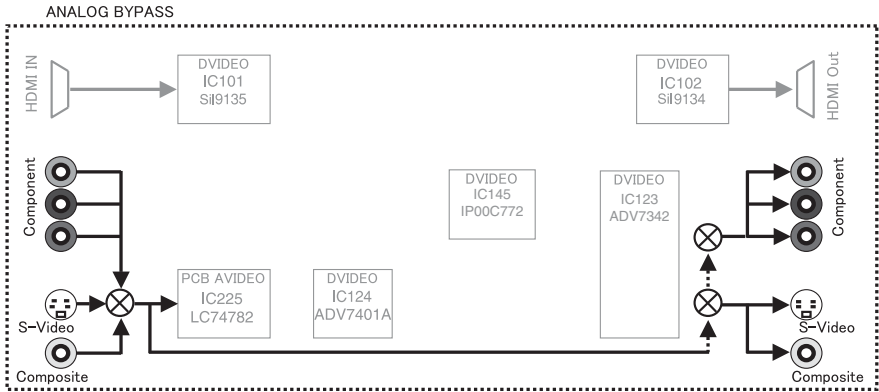 ANALOG BYPASS
HDMI IN
DVIDEO
IC101
SiI9135
DVIDEO
IC102
SiI9134
HDMI Out
Component
DVIDEO
IC145
IP00C772
DVIDEO
IC123
ADV7342
Component
PCB AVIDEO
IC225
LC74782
DVIDEO
IC124
ADV7401A
S-Video
S-Video
Composite
Composite